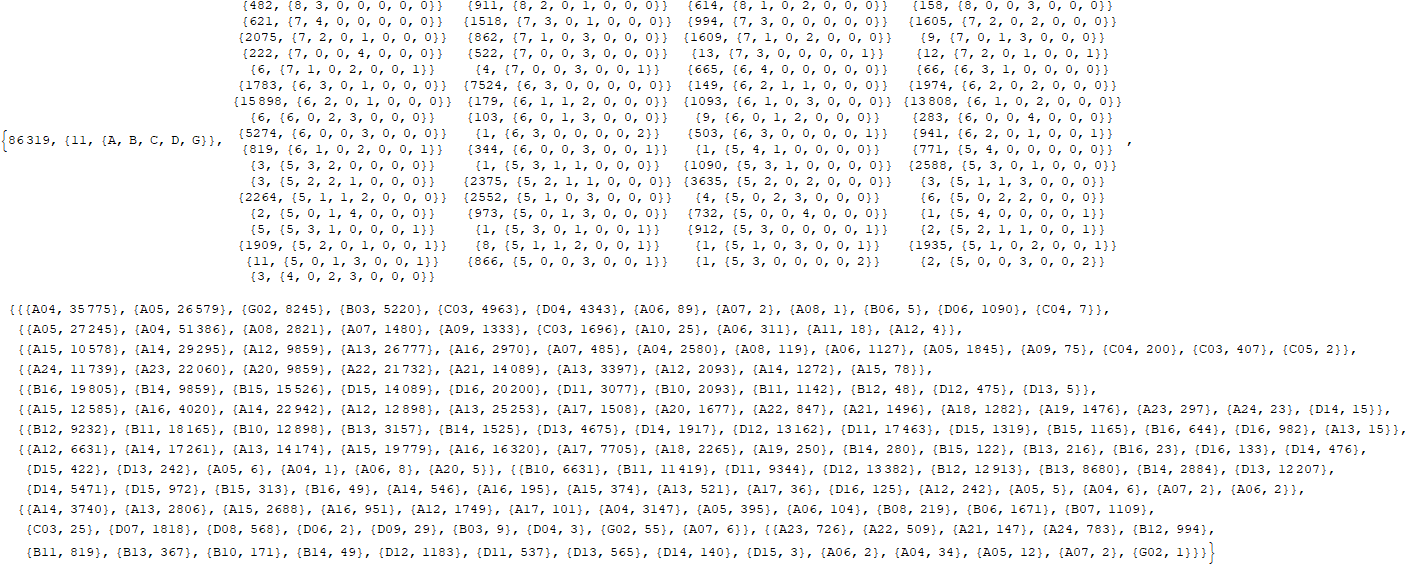 {482, {8, 3, 0, 0, 0, 0, 0}} {911, {8, 2, 0, 1, 0, 0, 0}} {614, {8, 1, 0, 2, 0, 0, 0}} {158, {8, 0, 0, 3, 0, 0, 0}}
{621, {7, 4, 0, 0, 0, 0, 0}} {1518, {7, 3, 0, 1, 0, 0, 0}} {994, {7, 3, 0, 0, 0, 0, 0}} {1605, {7, 2, 0, 2, 0, 0, 0}}
{2075, {7, 2, 0, 1, 0, 0, 0}} {862, {7, 1, 0, 3, 0, 0, 0}} {1609, {7, 1, 0, 2, 0, 0, 0}} {9, {7, 0, 1, 3, 0, 0, 0}}
{222, {7, 0, 0, 4, 0, 0, 0}} {522, {7, 0, 0, 3, 0, 0, 0}} {13, {7, 3, 0, 0, 0, 0, 1}} {12, {7, 2, 0, 1, 0, 0, 1}}
{6, {7, 1, 0, 2, 0, 0, 1}} {4, {7, 0, 0, 3, 0, 0, 1}} {665, {6, 4, 0, 0, 0, 0, 0}} {66, {6, 3, 1, 0, 0, 0, 0}}
{1783, {6, 3, 0, 1, 0, 0, 0}} {7524, {6, 3, 0, 0, 0, 0, 0}} {149, {6, 2, 1, 1, 0, 0, 0}} {1974, {6, 2, 0, 2, 0, 0, 0}}
{15898, {6, 2, 0, 1, 0, 0, 0}} {179, {6, 1, 1, 2, 0, 0, 0}} {1093, {6, 1, 0, 3, 0, 0, 0}} {13808, {6, 1, 0, 2, 0, 0, 0}}
{6, {6, 0, 2, 3, 0, 0, 0}} {103, {6, 0, 1, 3, 0, 0, 0}} {9, {6, 0, 1, 2, 0, 0, 0}} {283, {6, 0, 0, 4, 0, 0, 0}}
{86319, {11, {A, B, C, D, G}}, {5274, {6, 0, 0, 3, 0, 0, 0}} {1, {6, 3, 0, 0, 0, 0, 2}} {503, {6, 3, 0, 0, 0, 0, 1}} {941, {6, 2, 0, 1, 0, 0, 1}} ,
{819, {6, 1, 0, 2, 0, 0, 1}} {344, {6, 0, 0, 3, 0, 0, 1}} {1, {5, 4, 1, 0, 0, 0, 0}} {771, {5, 4, 0, 0, 0, 0, 0}}
{3, {5, 3, 2, 0, 0, 0, 0}} {1, {5, 3, 1, 1, 0, 0, 0}} {1090, {5, 3, 1, 0, 0, 0, 0}} {2588, {5, 3, 0, 1, 0, 0, 0}}
{3, {5, 2, 2, 1, 0, 0, 0}} {2375, {5, 2, 1, 1, 0, 0, 0}} {3635, {5, 2, 0, 2, 0, 0, 0}} {3, {5, 1, 1, 3, 0, 0, 0}}
{2264, {5, 1, 1, 2, 0, 0, 0}} {2552, {5, 1, 0, 3, 0, 0, 0}} {4, {5, 0, 2, 3, 0, 0, 0}} {6, {5, 0, 2, 2, 0, 0, 0}}
{2, {5, 0, 1, 4, 0, 0, 0}} {973, {5, 0, 1, 3, 0, 0, 0}} {732, {5, 0, 0, 4, 0, 0, 0}} {1, {5, 4, 0, 0, 0, 0, 1}}
{5, {5, 3, 1, 0, 0, 0, 1}} {1, {5, 3, 0, 1, 0, 0, 1}} {912, {5, 3, 0, 0, 0, 0, 1}} {2, {5, 2, 1, 1, 0, 0, 1}}
{1909, {5, 2, 0, 1, 0, 0, 1}} {8, {5, 1, 1, 2, 0, 0, 1}} {1, {5, 1, 0, 3, 0, 0, 1}} {1935, {5, 1, 0, 2, 0, 0, 1}}
{11, {5, 0, 1, 3, 0, 0, 1}} {866, {5, 0, 0, 3, 0, 0, 1}} {1, {5, 3, 0, 0, 0, 0, 2}} {2, {5, 0, 0, 3, 0, 0, 2}}
{3, {4, 0, 2, 3, 0, 0, 0}}
{{{A04, 35775}, {A05, 26579}, {G02, 8245}, {B03, 5220}, {C03, 4963}, {D04, 4343}, {A06, 89}, {A07, 2}, {A08, 1}, {B06, 5}, {D06, 1090}, {C04, 7}},
{{A05, 27245}, {A04, 51386}, {A08, 2821}, {A07, 1480}, {A09, 1333}, {C03, 1696}, {A10, 25}, {A06, 311}, {A11, 18}, {A12, 4}},
{{A15, 10578}, {A14, 29295}, {A12, 9859}, {A13, 26777}, {A16, 2970}, {A07, 485}, {A04, 2580}, {A08, 119}, {A06, 1127}, {A05, 1845}, {A09, 75}, {C04, 200}, {C03, 407}, {C05, 2}},
{{A24, 11739}, {A23, 22060}, {A20, 9859}, {A22, 21732}, {A21, 14089}, {A13, 3397}, {A12, 2093}, {A14, 1272}, {A15, 78}},
{{B16, 19805}, {B14, 9859}, {B15, 15526}, {D15, 14089}, {D16, 20200}, {D11, 3077}, {B10, 2093}, {B11, 1142}, {B12, 48}, {D12, 475}, {D13, 5}},
{{A15, 12585}, {A16, 4020}, {A14, 22942}, {A12, 12898}, {A13, 25253}, {A17, 1508}, {A20, 1677}, {A22, 847}, {A21, 1496}, {A18, 1282}, {A19, 1476}, {A23, 297}, {A24, 23}, {D14, 15}},
{{B12, 9232}, {B11, 18165}, {B10, 12898}, {B13, 3157}, {B14, 1525}, {D13, 4675}, {D14, 1917}, {D12, 13162}, {D11, 17463}, {D15, 1319}, {B15, 1165}, {B16, 644}, {D16, 982}, {A13, 15}},
{{A12, 6631}, {A14, 17261}, {A13, 14174}, {A15, 19779}, {A16, 16320}, {A17, 7705}, {A18, 2265}, {A19, 250}, {B14, 280}, {B15, 122}, {B13, 216}, {B16, 23}, {D16, 133}, {D14, 476},
{D15, 422}, {D13, 242}, {A05, 6}, {A04, 1}, {A06, 8}, {A20, 5}}, {{B10, 6631}, {B11, 11419}, {D11, 9344}, {D12, 13382}, {B12, 12913}, {B13, 8680}, {B14, 2884}, {D13, 12207},
{D14, 5471}, {D15, 972}, {B15, 313}, {B16, 49}, {A14, 546}, {A16, 195}, {A15, 374}, {A13, 521}, {A17, 36}, {D16, 125}, {A12, 242}, {A05, 5}, {A04, 6}, {A07, 2}, {A06, 2}},
{{A14, 3740}, {A13, 2806}, {A15, 2688}, {A16, 951}, {A12, 1749}, {A17, 101}, {A04, 3147}, {A05, 395}, {A06, 104}, {B08, 219}, {B06, 1671}, {B07, 1109},
{C03, 25}, {D07, 1818}, {D08, 568}, {D06, 2}, {D09, 29}, {B03, 9}, {D04, 3}, {G02, 55}, {A07, 6}}, {{A23, 726}, {A22, 509}, {A21, 147}, {A24, 783}, {B12, 994},
{B11, 819}, {B13, 367}, {B10, 171}, {B14, 49}, {D12, 1183}, {D11, 537}, {D13, 565}, {D14, 140}, {D15, 3}, {A06, 2}, {A04, 34}, {A05, 12}, {A07, 2}, {G02, 1}}}}